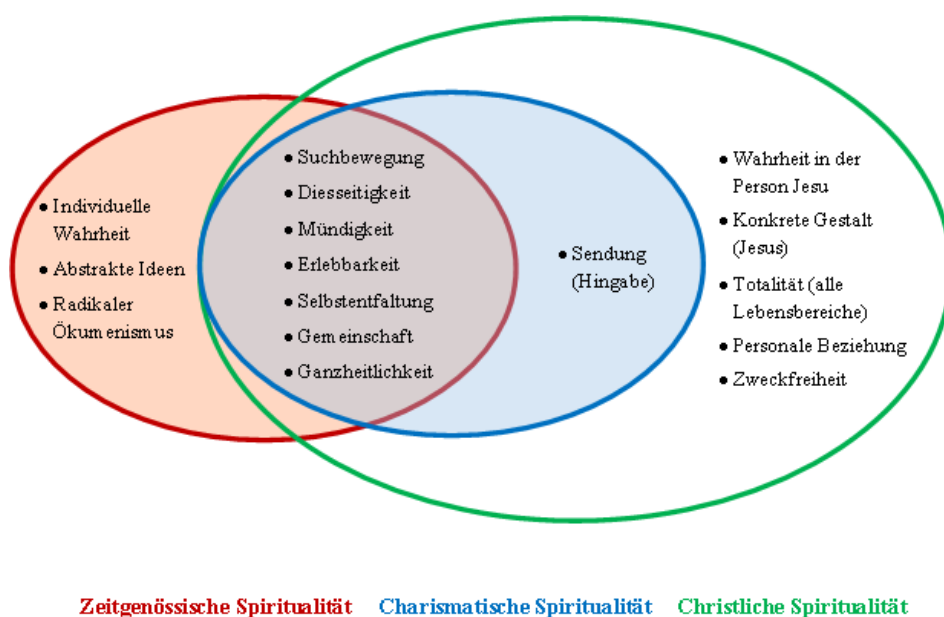 ● Individuelle
Wahrheit
● Abstrakte Ideen
● Radikaler
Ökumenismus
● Suchbewegung
● Diesseitigkeit
● Mündigkeit
● Erlebbarkeit
● Selbstentfaltung
● Gemeinschaft
● Ganzheitlichkeit
● Sendung
(Hingabe)
● Wahrheit in der
Person Jesu
● Konkrete Gestalt
(Jesus)
● Totalität (alle
Lebensbereiche)
● Personale Beziehung
● Zweckfreiheit
Zeitgenössische Spiritualität Charismatische Spiritualität Christliche Spiritualität